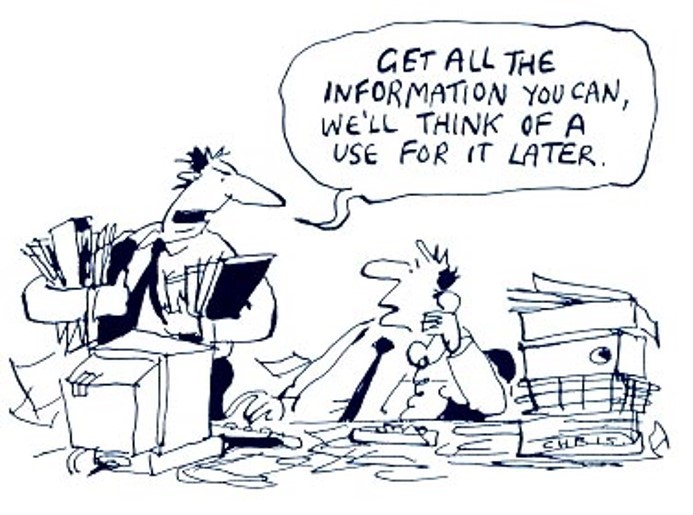 GET ALL THE
INFORMATION YOU CAN,
WE'LL THINK OF A
USE FOR IT LATER.
CHRIS